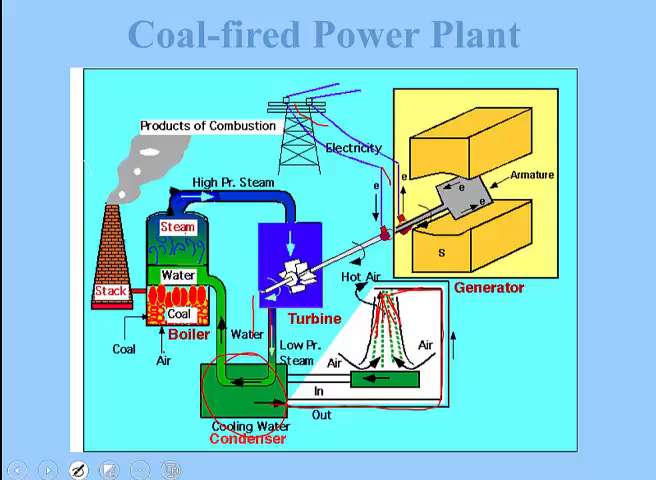 Coal-fired Power Plant
Products of Combustion
Electricity
High Pr. Steam
e
e
e
e
Armature
S
Steam
Water
Stack
Coal
Boiler
Coal
Air
Water
Turbine
Low Pr.
Steam
Hot Air
Generator
Air
Air
In
Out
Cooling Water
Condenser